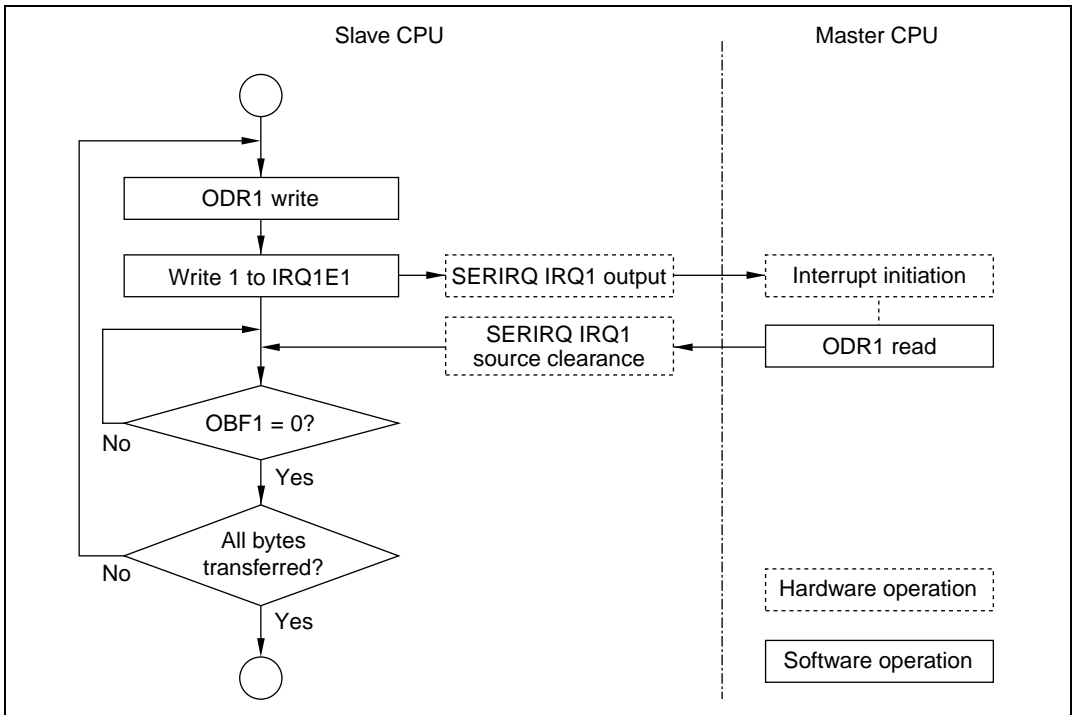 Slave CPU
Master CPU
ODR1 write
Write 1 to IRQ1E1
SERIRQ IRQ1 output
Interrupt initiation
SERIRQ IRQ1
source clearance
ODR1 read
OBF1 = 0?
No
Yes
All bytes
transferred?
No
Yes
Hardware operation
Software operation